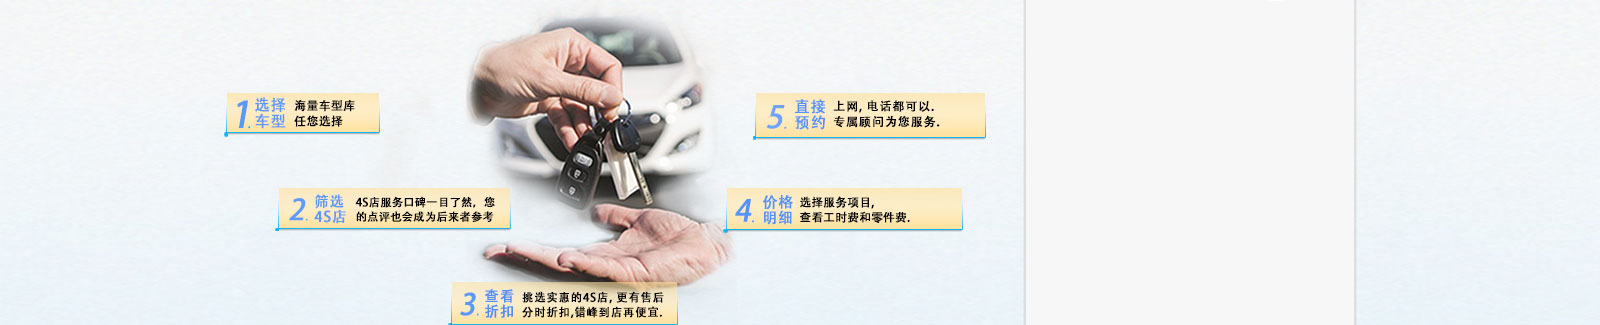 1. 选择
车型
海量车型库
任您选择
2. 筛选
4S店
4S店服务口碑一目了然, 您
的点评也会成为后来者参考
3. 查看
折扣
挑选实惠的4S店, 更有售后
分时折扣,错峰到店再便宜.
4. 价格
明细
选择服务项目,
查看工时费和零件费.
5. 直接
预约
上网, 电话都可以.
专属顾问为您服务.